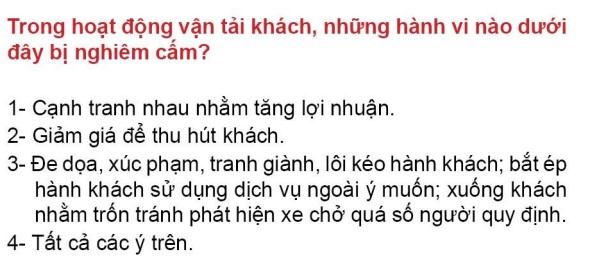 Trong hoạt động vận tải khách, những hành vi nào dưới
đây bị nghiêm cấm?
1- Cạnh tranh nhau nhằm tăng lợi nhuận.
2- Giảm giá để thu hút khách.
3- Đe dọa, xúc phạm, tranh giành, lôi kéo hành khách; bắt ép
hành khách sử dụng dịch vụ ngoài ý muốn; xuống khách
nhằm trốn tránh phát hiện xe chở quá số người quy định.
4- Tất cả các ý trên.